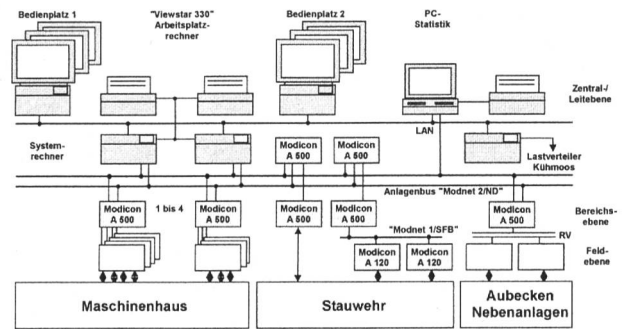 Bedienplatz 1
"Viewstar 330"
Arbeitsplatz
rechner
Bedienplatz 2
PC-
Statistik
Zentral-/
Leitebene
LAN
System-
rechner
Modicon
A 500
Modicon
A 500
Lastverteiler
Kühmoos
Anlagenbus "Modnet 2/ND"
Modicon
A 500
1 bis 4
Modicon
A 500
Modicon
A 500
Modicon
A 500
Modicon
A 500
Bereichs-
ebene
RV
"Modnet 1/SFB"
Modicon
A 120
Modicon
A 120
Feld-
ebene
Maschinenhaus
Stauwehr
Aubecken
Nebenanlagen